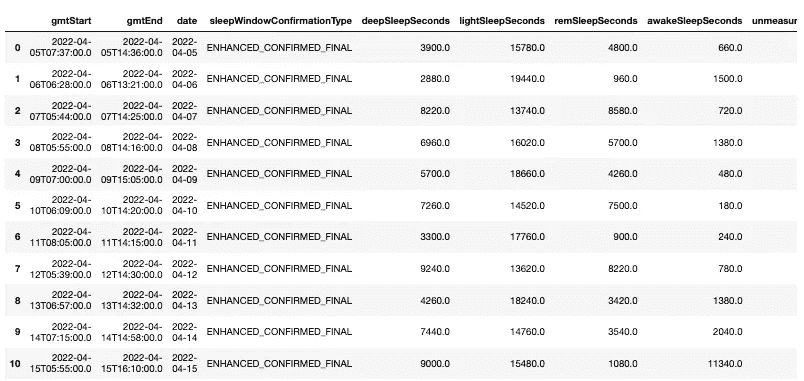 gmtStart gmtEnd date sleepWindowConfirmationType deepSleepSeconds lightSleepSeconds remSleepSeconds awakeSleepSeconds unmeasur
0 2022-04-05T07:37:00.0 2022-04-05T14:36:00.0 2022-04-05 ENHANCED_CONFIRMED_FINAL 3900.0 15780.0 4800.0 660.0
1 2022-04-06T06:28:00.0 2022-04-06T13:21:00.0 2022-04-06 ENHANCED_CONFIRMED_FINAL 2880.0 19440.0 960.0 1500.0
2 2022-04-07T05:44:00.0 2022-04-07T14:25:00.0 2022-04-07 ENHANCED_CONFIRMED_FINAL 8220.0 13740.0 8580.0 720.0
3 2022-04-08T05:55:00.0 2022-04-08T14:16:00.0 2022-04-08 ENHANCED_CONFIRMED_FINAL 6960.0 16020.0 5700.0 1380.0
4 2022-04-09T07:00:00.0 2022-04-09T15:05:00.0 2022-04-09 ENHANCED_CONFIRMED_FINAL 5700.0 18660.0 4260.0 480.0
5 2022-04-10T06:09:00.0 2022-04-10T14:20:00.0 2022-04-10 ENHANCED_CONFIRMED_FINAL 7260.0 14520.0 7500.0 180.0
6 2022-04-11T08:05:00.0 2022-04-11T14:15:00.0 2022-04-11 ENHANCED_CONFIRMED_FINAL 3300.0 17760.0 900.0 240.0
7 2022-04-12T05:39:00.0 2022-04-12T14:30:00.0 2022-04-12 ENHANCED_CONFIRMED_FINAL 9240.0 13620.0 8220.0 780.0
8 2022-04-13T06:57:00.0 2022-04-13T14:32:00.0 2022-04-13 ENHANCED_CONFIRMED_FINAL 4260.0 18240.0 3420.0 1380.0
9 2022-04-14T07:15:00.0 2022-04-14T14:58:00.0 2022-04-14 ENHANCED_CONFIRMED_FINAL 7440.0 14760.0 3540.0 2040.0
10 2022-04-15T05:55:00.0 2022-04-15T16:10:00.0 2022-04-15 ENHANCED_CONFIRMED_FINAL 9000.0 15480.0 1080.0 11340.0